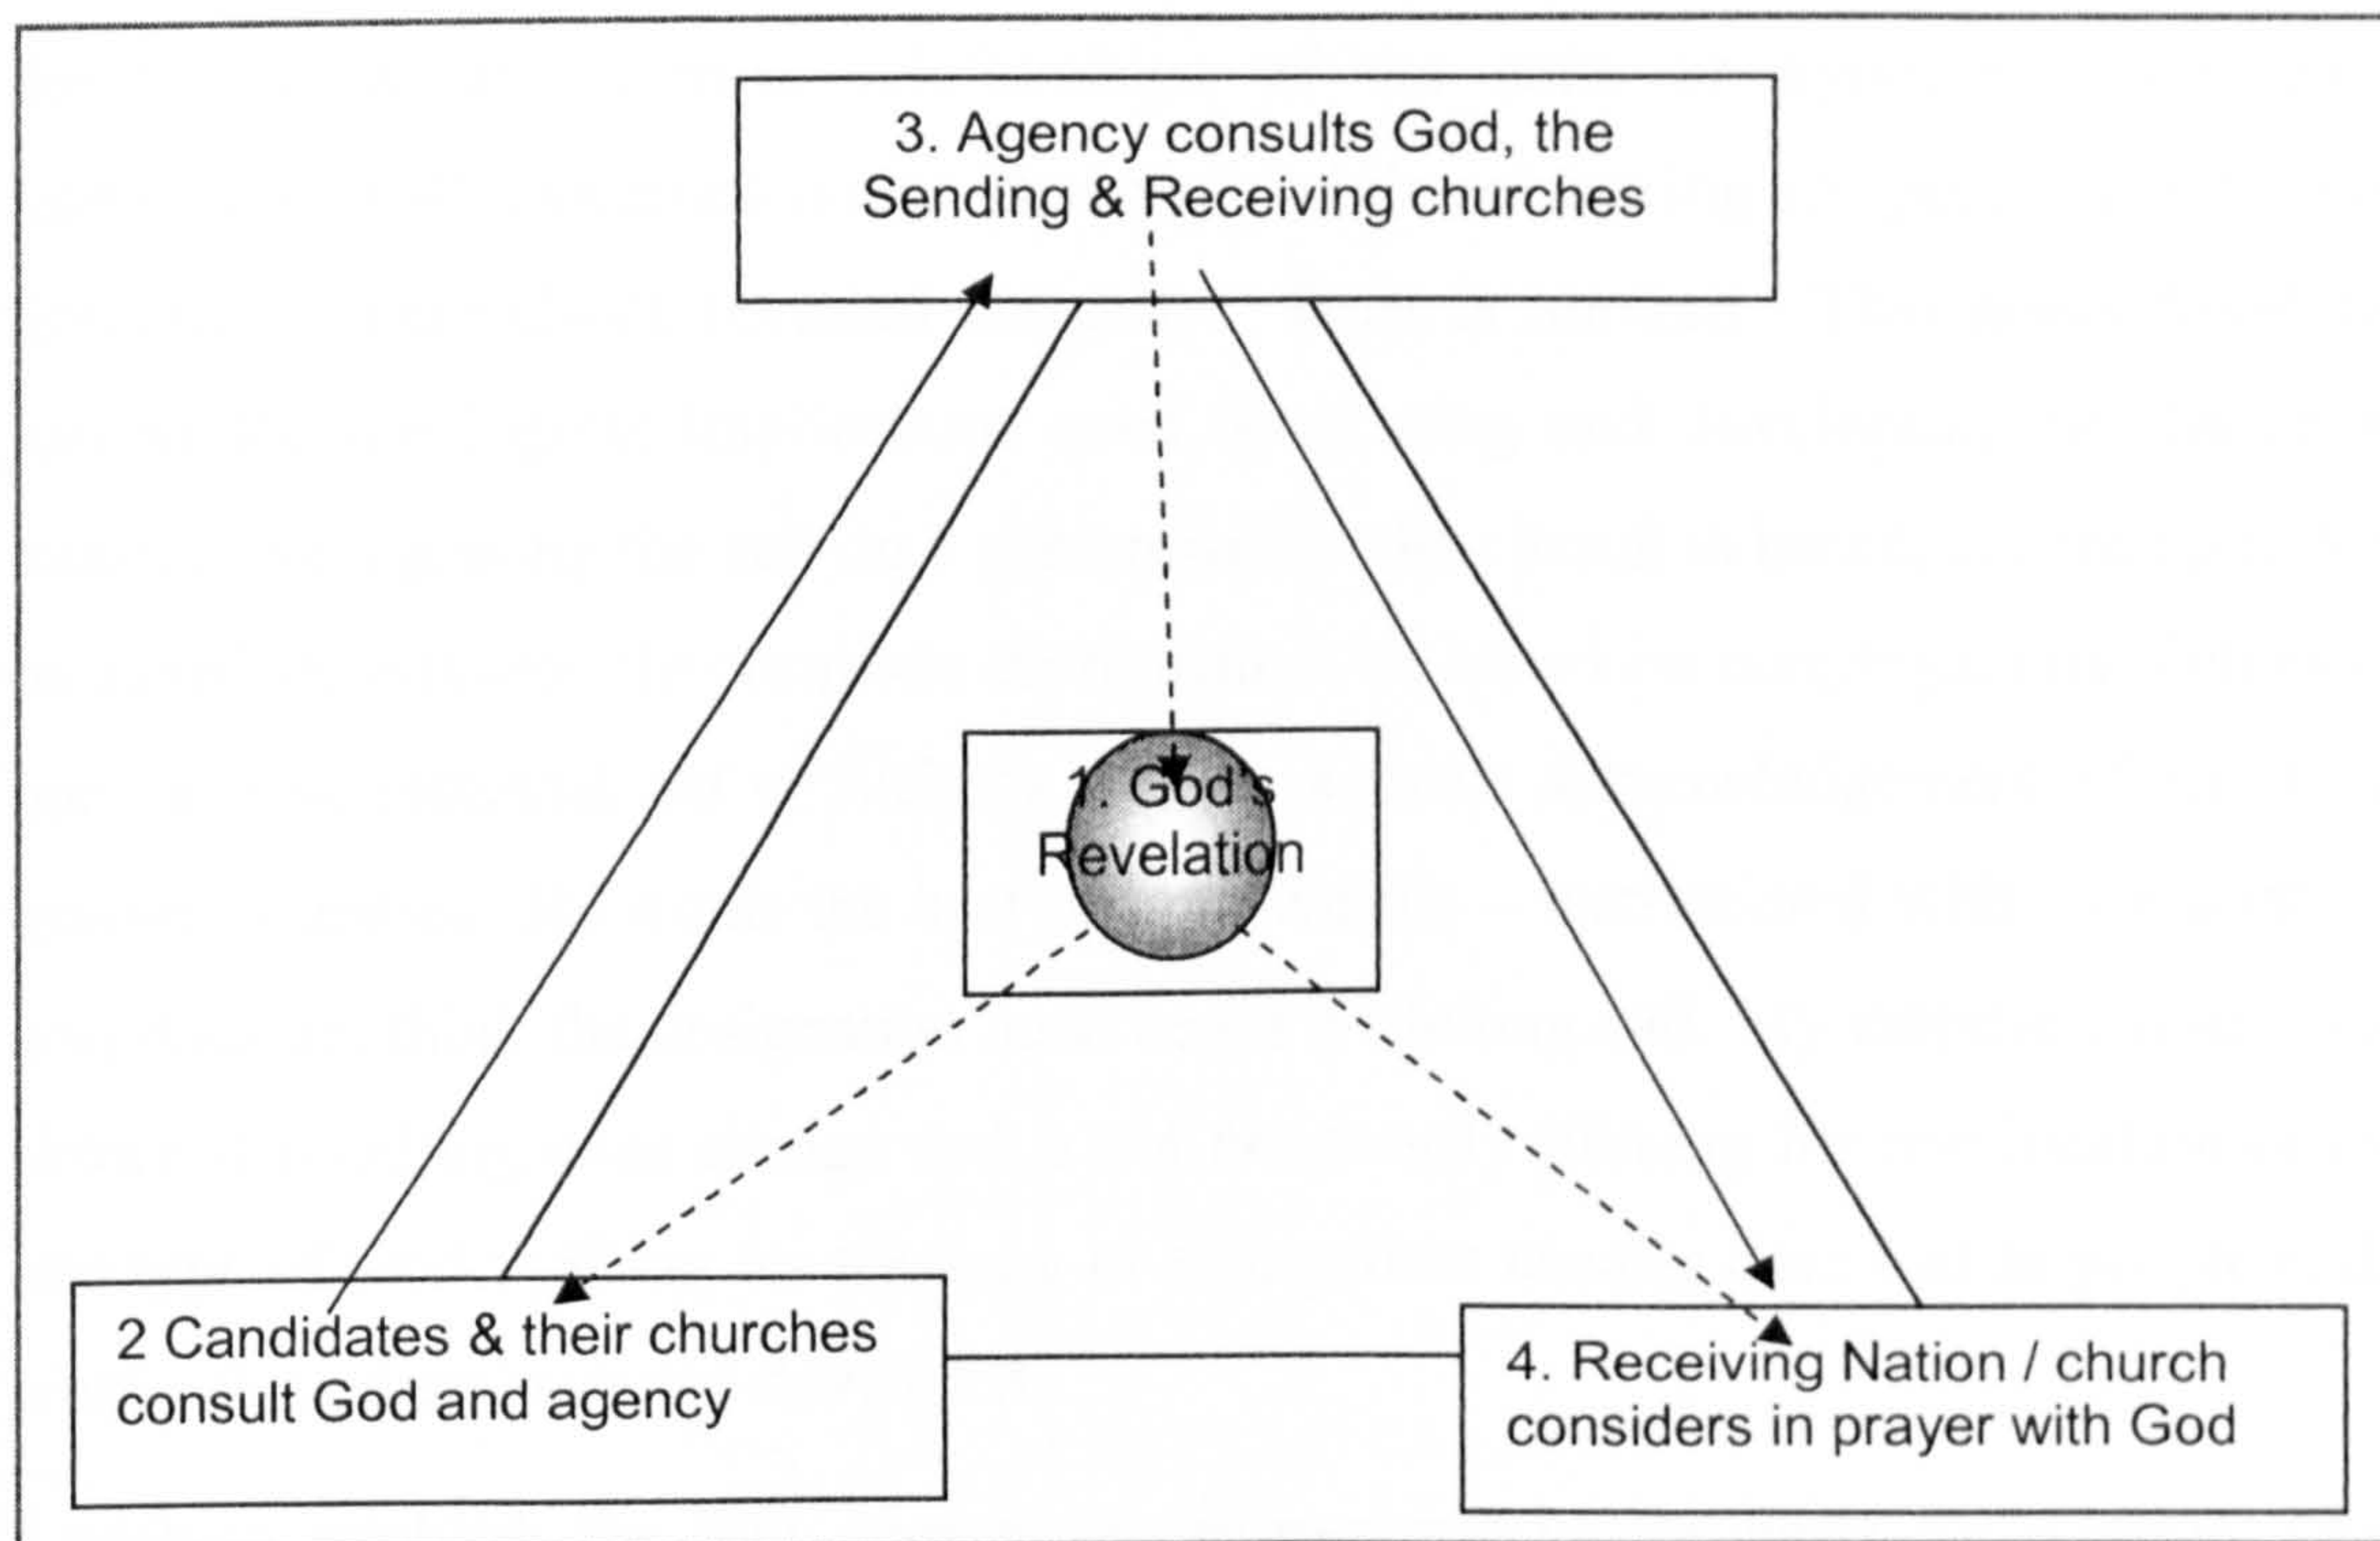 3. Agency consults God, the
Sending & Receiving churches
1. God's
Revelation
2 Candidates & their churches
consult God and agency
4. Receiving Nation / church
considers in prayer with God